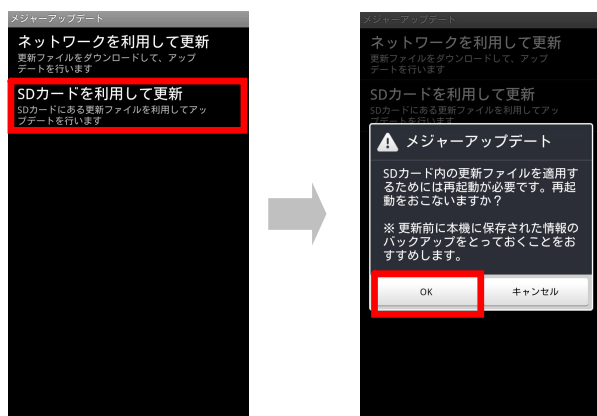 メジャーアップデート
ネットワークを利用して更新
更新ファイルをダウンロードして、アップ
デートを行います
SDカードを利用して更新
SDカードにある更新ファイルを利用してアッ
プデートを行います
メジャーアップデート
ネットワークを利用して更新
更新ファイルをダウンロードして、アップ
デートを行います
SDカードを利用して更新
SDカードにある更新ファイルを利用してアッ
プデートを行います
メジャーアップデート
SDカード内の更新ファイルを適用す
るためには再起動が必要です。再起
動をおこないますか？
※ 更新前に本機に保存された情報の
バックアップをとっておくことをお
すすめします。
OK
キャンセル